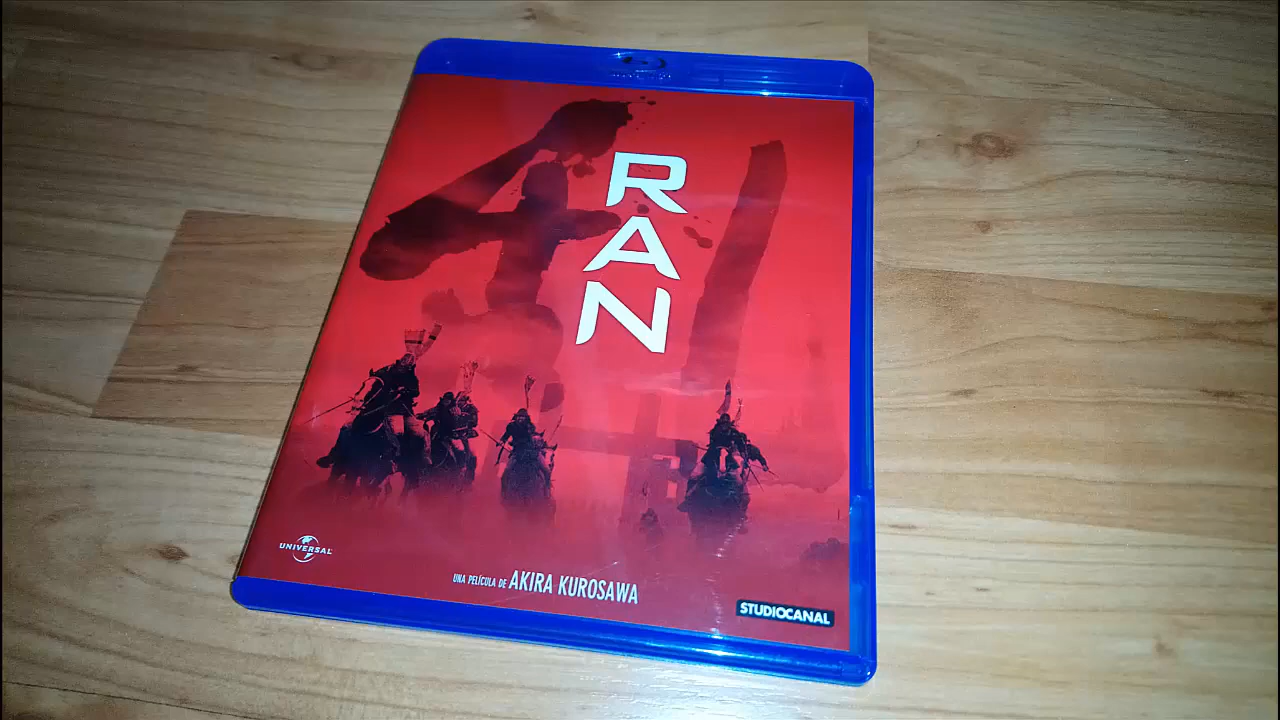 RAN
UNIVERSAL
UNA PELÍCULA DE AKIRA KUROSAWA
STUDIOCANAL